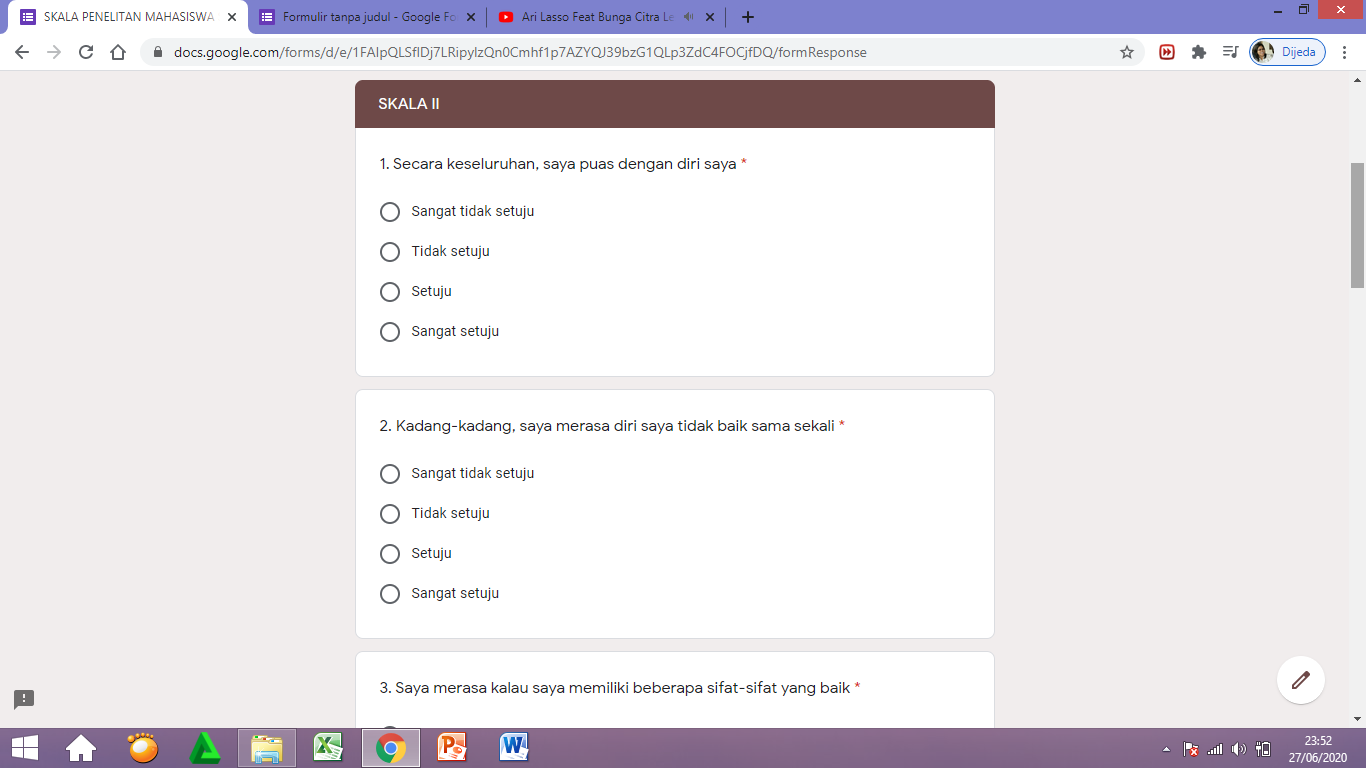 SKALA PENELITAN MAHASISWA
Formulir tanpa judul - Google Fo
Ari Lasso Feat Bunga Citra Le
docs.google.com/forms/d/e/1FAIpQLSflDj7LRipylzQn0Cmhf1p7AZYQJ39bzG1QLp3ZdC4FOCjfDQ/formResponse
Dijeda
SKALA II
1. Secara keseluruhan, saya puas dengan diri saya *
Sangat tidak setuju
Tidak setuju
Setuju
Sangat setuju
2. Kadang-kadang, saya merasa diri saya tidak baik sama sekali *
Sangat tidak setuju
Tidak setuju
Setuju
Sangat setuju
3. Saya merasa kalau saya memiliki beberapa sifat-sifat yang baik *
23:52
27/06/2020